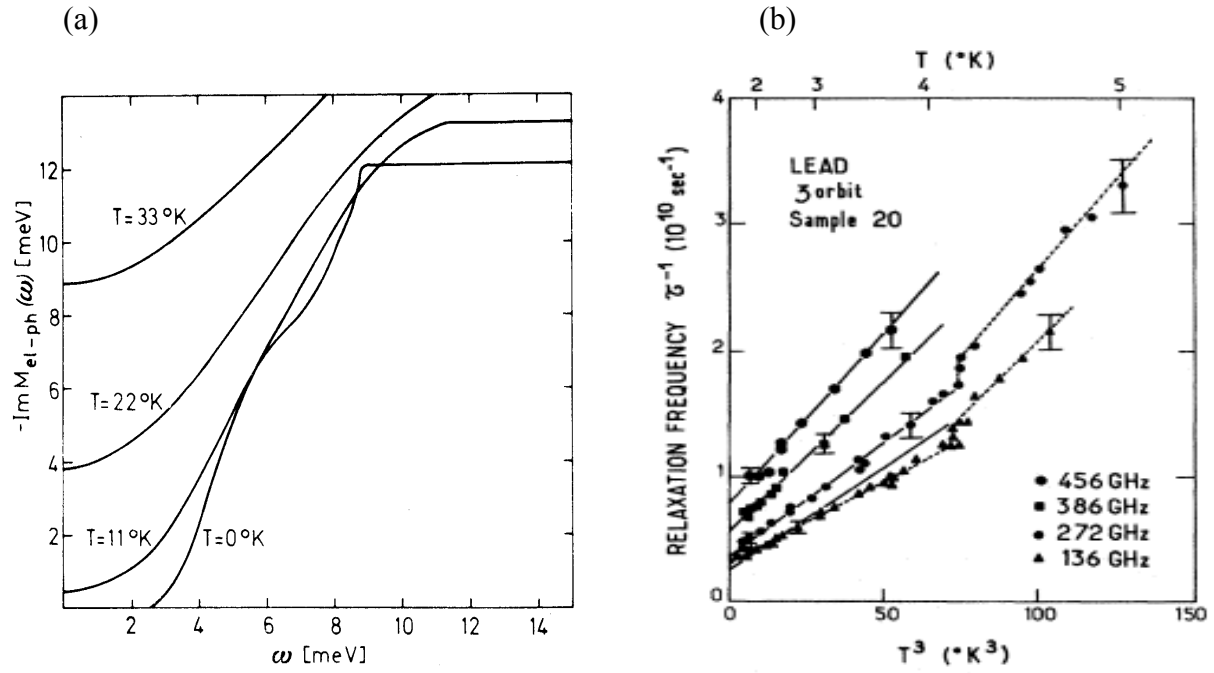 (a)
-Im M el-ph (ω) [meV]
12
10
8
6
4
2
T=33°K
T=22°K
T=11°K
T=0°K
2 4 6 8 10 12 14
ω [meV]
(b)
T (°K)
2 3 4 5
RELAXATION FREQUENCY τ⁻¹ (10¹⁰ sec⁻¹)
4
3
2
1
0
LEAD
3 orbit
Sample 20
● 456 GHz
■ 386 GHz
● 272 GHz
▲ 136 GHz
0 50 100 150
T³ (°K³)